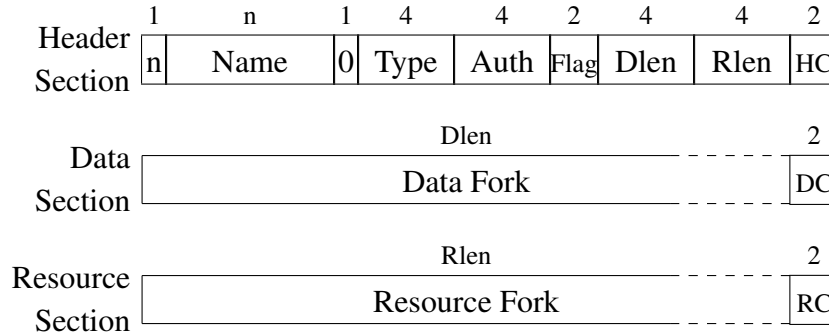 1 n 1 4 4 2 4 4 2
Header Section n Name 0 Type Auth Flag Dlen Rlen HC
Dlen 2
Data Section Data Fork DC
Rlen 2
Resource Section Resource Fork RC